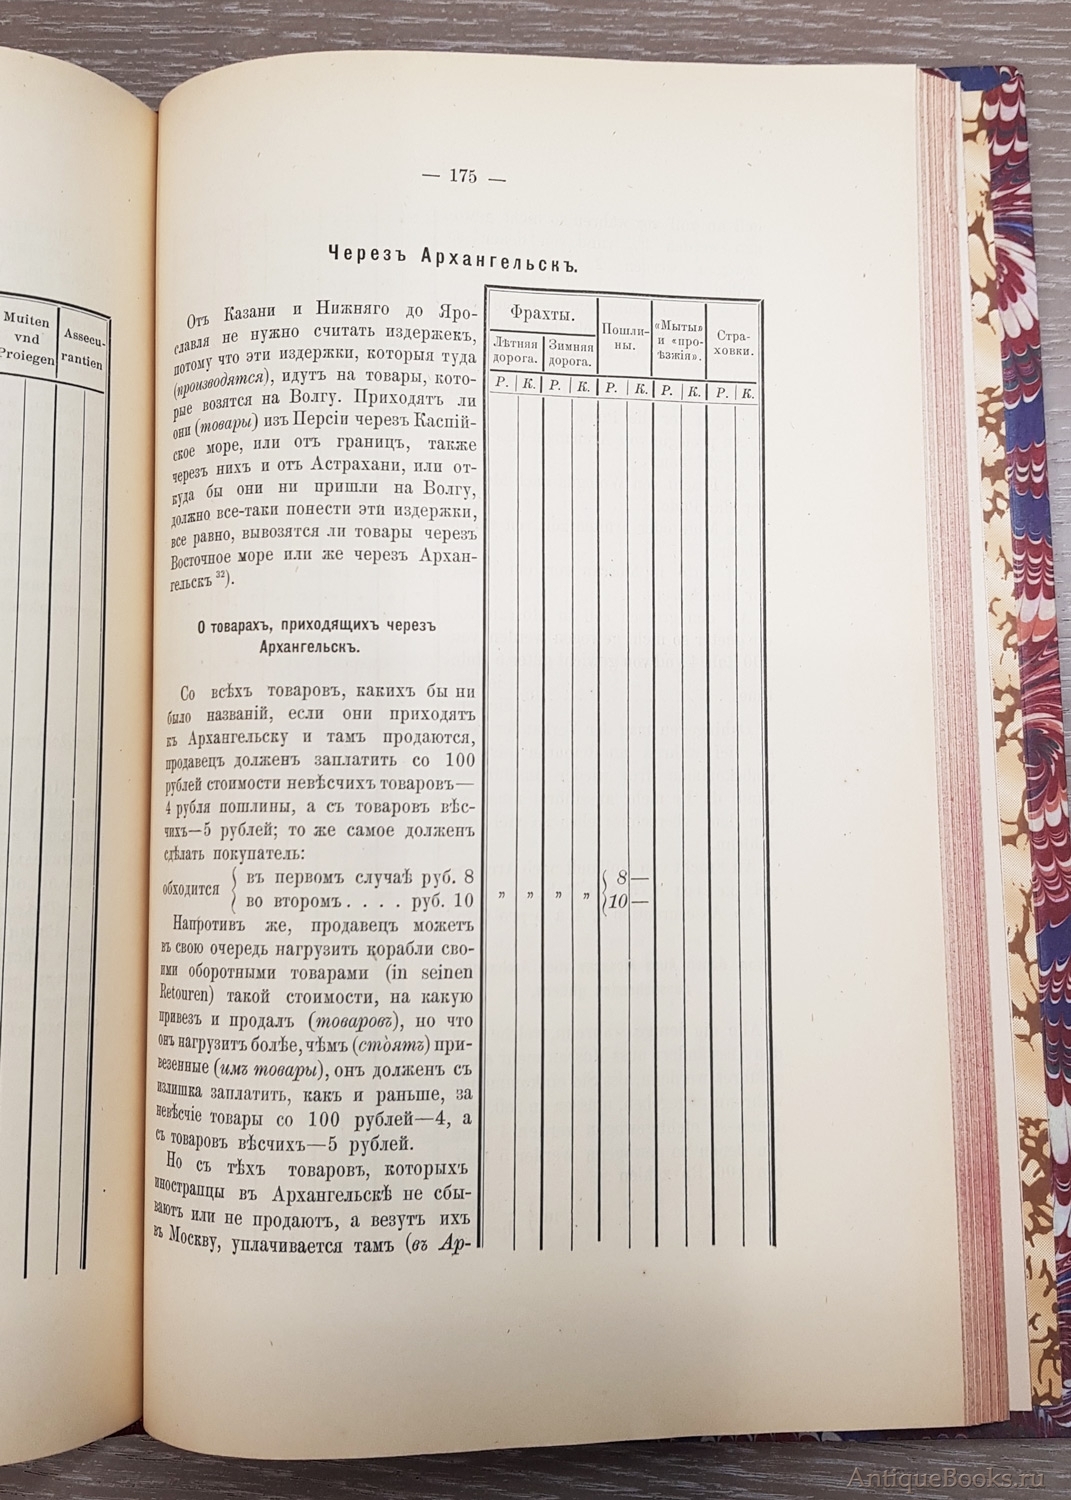 Muiten
vnd
Proiegen
Assecu-
rantien
— 175 —
Черезъ Архангельскъ.
Отъ Казани и Нижняго до Яро-
славля не нужно считать издержекъ,
потому что эти издержки, которыя туда
(производятся), идутъ на товары, кото-
рые возятся на Волгу. Приходятъ ли
они (товары) изъ Персіи черезъ Каспій-
ское море, или отъ границъ, также
черезъ нихъ и отъ Астрахани, или от-
куда бы они ни пришли на Волгу,
должно все-таки понести эти издержки,
все равно, вывозятся ли товары черезъ
Восточное море или же черезъАрхан-
гельскъ 32).
О товарахъ, приходящихъ черезъ
Архангельскъ.
Со всѣхъ товаровъ, какихъ бы ни
было названій, если они приходятъ
къ Архангельску и тамъ продаются,
продавецъ долженъ заплатить со 100
рублей стоимости невѣсчихъ товаровъ—
4 рубля пошлины, а съ товаровъ вѣс-
чихъ—5 рублей; то же самое долженъ
сдѣлать покупатель:
обходится { въ первомъ случаѣ руб. 8
во второмъ . . . . руб. 10
Напротивъ же, продавецъ можетъ
въ свою очередь нагрузить корабли сво-
ими оборотными товарами (in seinen
Retouren) такой стоимости, на какую
привезъ и продалъ (товаровъ), но что
онъ нагрузитъ болѣе, чѣмъ (стоятъ) при-
везенные (имъ товары), онъ долженъ съ
излишка заплатить, какъ и раньше, за
невѣсчіе товары со 100 рублей—4, а
съ товаровъ вѣсчихъ—5 рублей.
Но съ тѣхъ товаровъ, которыхъ
иностранцы въ Архангельскѣ не сбы-
ваютъ или не продаютъ, а везутъ ихъ
въ Москву, уплачивается тамъ (въ Ар-
Фрахты.
Лѣтняя
дорога.
Зимняя
дорога.
Пошли-
ны.
«Мыты»
и «про-
ѣзжія».
Стра-
ховки.
Р. К. Р. К. Р. К. Р. К. Р. К.
„ „ „ „ { 8 —
10 —
AntiqueBooks.ru